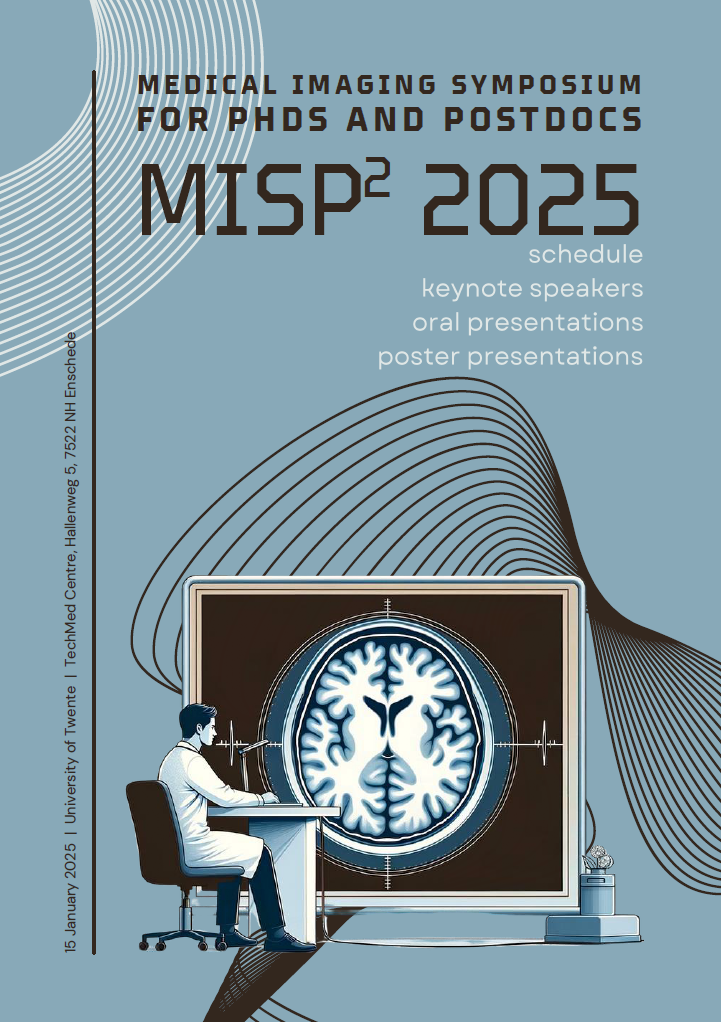 MEDICAL IMAGING SYMPOSIUM
FOR PHDS AND POSTDOCS
MISP² 2025
schedule
keynote speakers
oral presentations
poster presentations
15 January 2025 | University of Twente | TechMed Centre, Hallenweg 5, 7522 NH Enschede